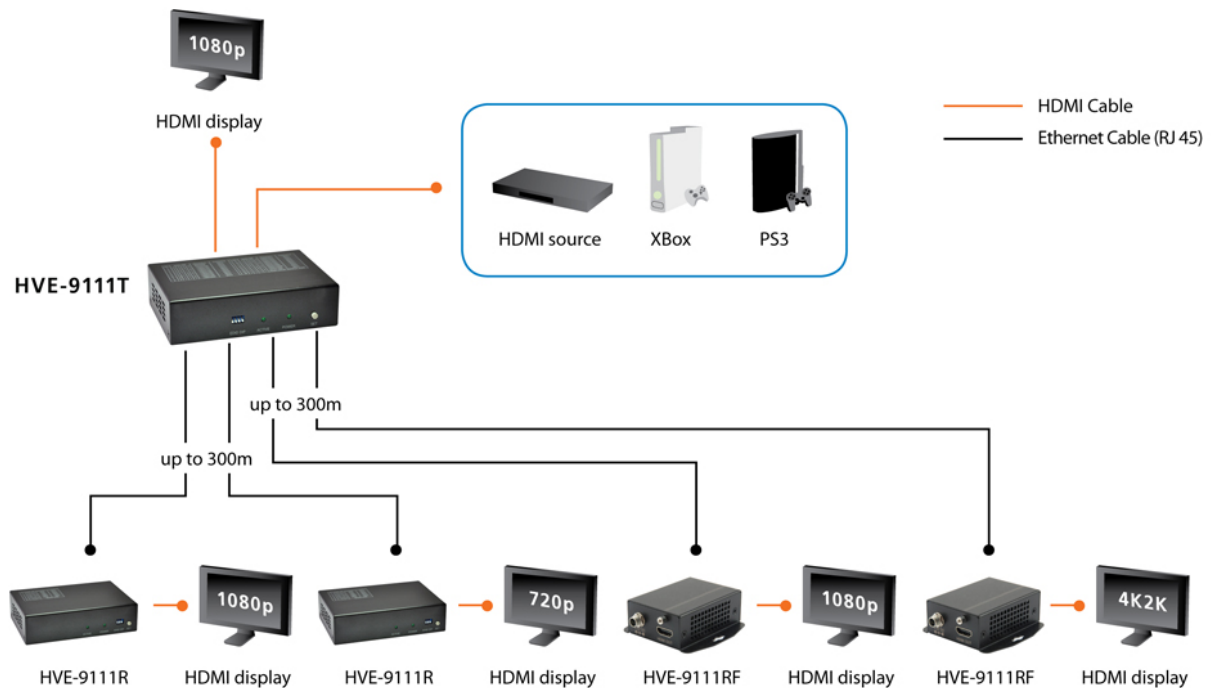 1080p
HDMI display
HDMI Cable
Ethernet Cable (RJ 45)
HDMI source
XBox
PS3
HVE-9111T
up to 300m
up to 300m
1080p
720p
1080p
4K2K
HVE-9111R
HDMI display
HVE-9111R
HDMI display
HVE-9111RF
HDMI display
HVE-9111RF
HDMI display